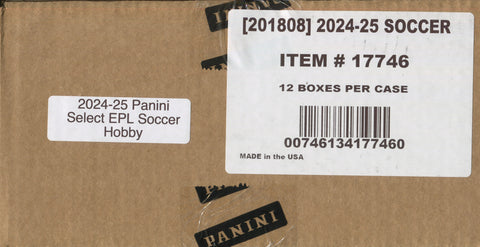 PANINI
[201808] 2024-25 SOCCER
ITEM # 17746
12 BOXES PER CASE
00746134177460
MADE in the USA
2024-25 Panini
Select EPL Soccer
Hobby
PANINI